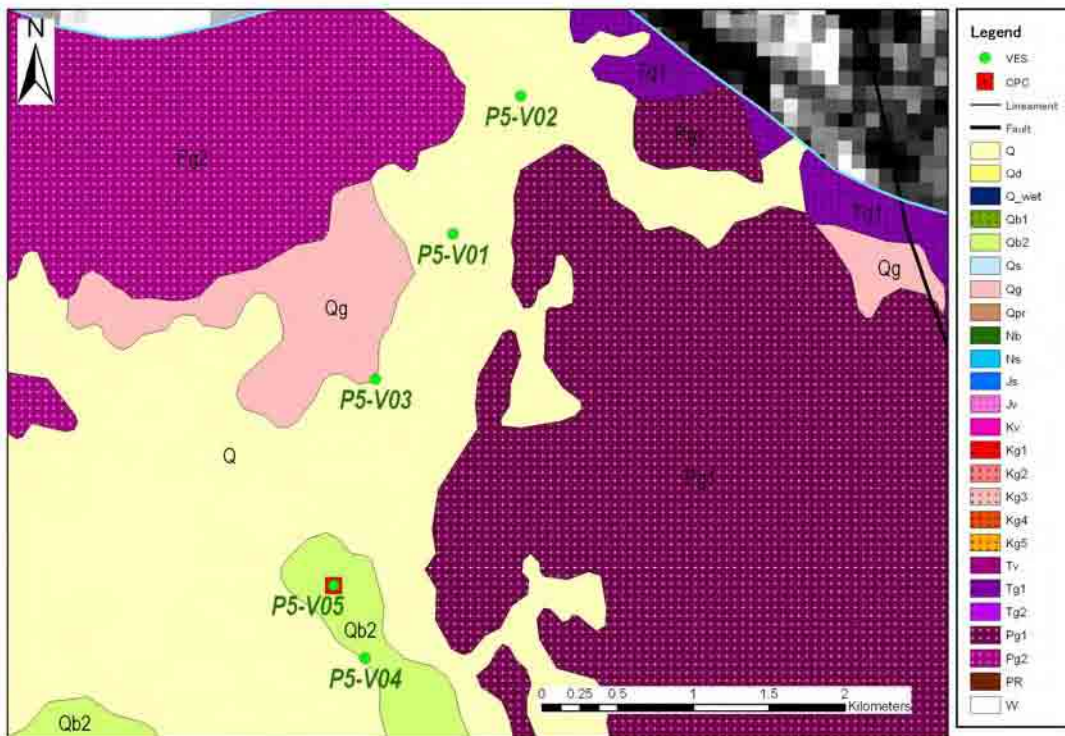 N
Tg1
P5-V02
Pg2
Pg1
Tg1
P5-V01
Qg
Qg
P5-V03
Q
Pg1
P5-V05
Qb2
P5-V04
Qb2
0 0.25 0.5 1 1.5 2
Kilometers
Legend
VES
CPC
Lineament
Fault
Q
Qd
Q_wet
Qb1
Qb2
Qs
Qg
Qpr
Nb
Ns
Js
Jv
Kv
Kg1
Kg2
Kg3
Kg4
Kg5
Tv
Tg1
Tg2
Pg1
Pg2
PR
W